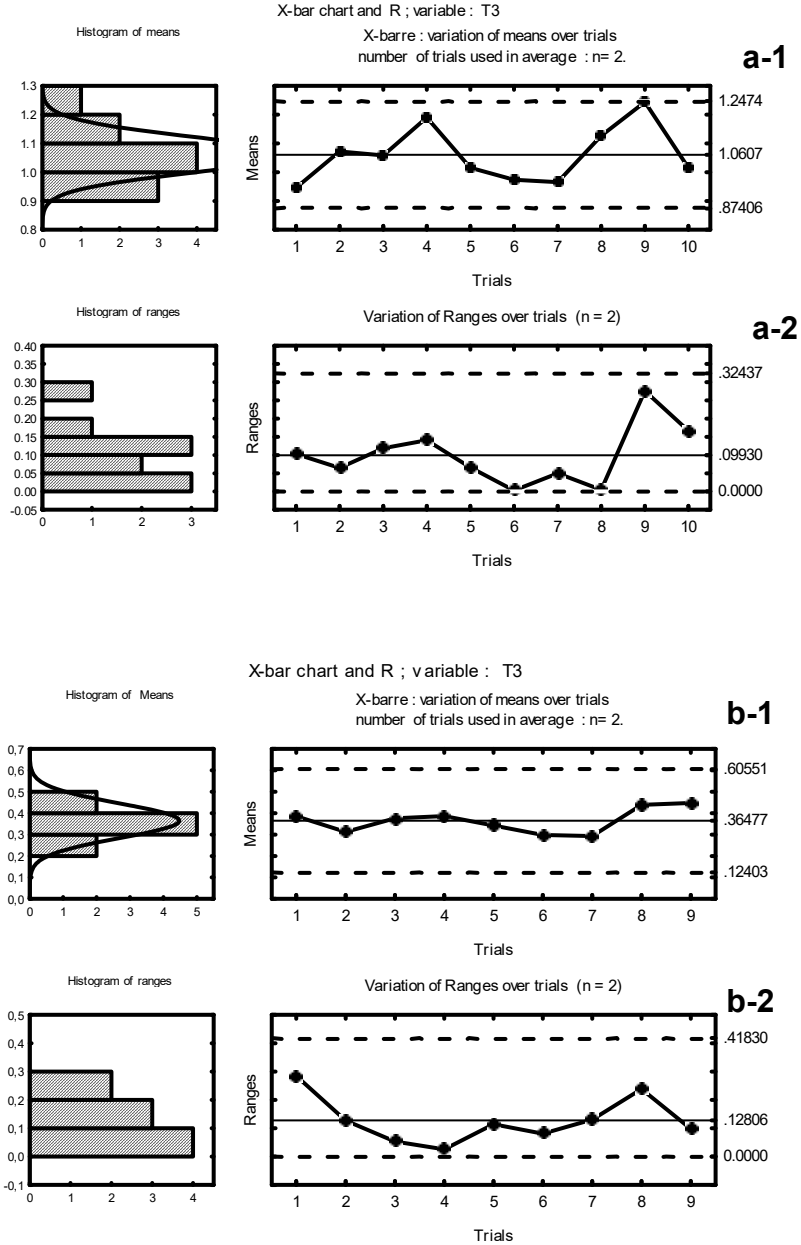 X-bar chart and R ; variable : T3
Histogram of means
X-barre : variation of means over trials
number of trials used in average : n= 2.
a-1
1.3
1.2
1.1
1.0
0.9
0.8
0 1 2 3 4
Means
1.2474
1.0607
.87406
1 2 3 4 5 6 7 8 9 10
Trials
Histogram of ranges
Variation of Ranges over trials (n = 2)
a-2
0.40
0.35
0.30
0.25
0.20
0.15
0.10
0.05
0.00
-0.05
0 1 2 3
Ranges
.32437
.09930
0.0000
1 2 3 4 5 6 7 8 9 10
Trials
X-bar chart and R ; variable : T3
Histogram of Means
X-barre : variation of means over trials
number of trials used in average : n= 2.
b-1
0,7
0,6
0,5
0,4
0,3
0,2
0,1
0,0
0 1 2 3 4 5
Means
.60551
.36477
.12403
1 2 3 4 5 6 7 8 9
Trials
Histogram of ranges
Variation of Ranges over trials (n = 2)
b-2
0,5
0,4
0,3
0,2
0,1
0,0
-0,1
0 1 2 3 4
Ranges
.41830
.12806
0.0000
1 2 3 4 5 6 7 8 9
Trials